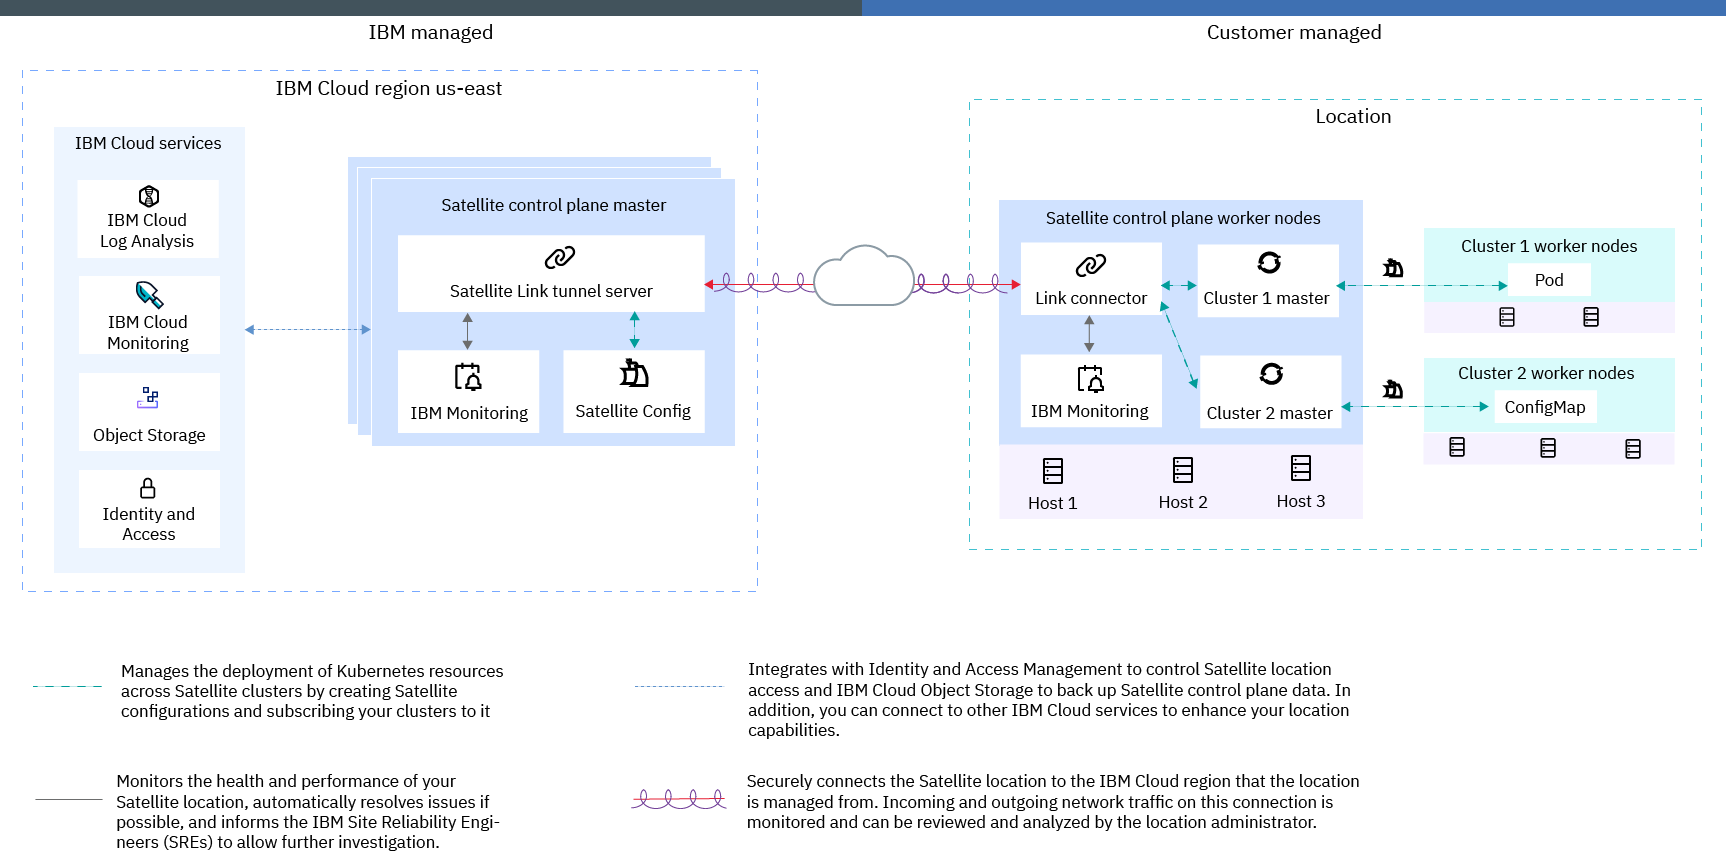 IBM managed
Customer managed
IBM Cloud region us-east
IBM Cloud services
IBM Cloud
Log Analysis
IBM Cloud
Monitoring
Object Storage
Identity and
Access
Satellite control plane master
Satellite Link tunnel server
IBM Monitoring
Satellite Config
Location
Satellite control plane worker nodes
Link connector
Cluster 1 master
IBM Monitoring
Cluster 2 master
Host 1
Host 2
Host 3
Cluster 1 worker nodes
Pod
Cluster 2 worker nodes
ConfigMap
Manages the deployment of Kubernetes resources
across Satellite clusters by creating Satellite
configurations and subscribing your clusters to it
Integrates with Identity and Access Management to control Satellite location
access and IBM Cloud Object Storage to back up Satellite control plane data. In
addition, you can connect to other IBM Cloud services to enhance your location
capabilities.
Monitors the health and performance of your
Satellite location, automatically resolves issues if
possible, and informs the IBM Site Reliability Engi-
neers (SREs) to allow further investigation.
Securely connects the Satellite location to the IBM Cloud region that the location
is managed from. Incoming and outgoing network traffic on this connection is
monitored and can be reviewed and analyzed by the location administrator.